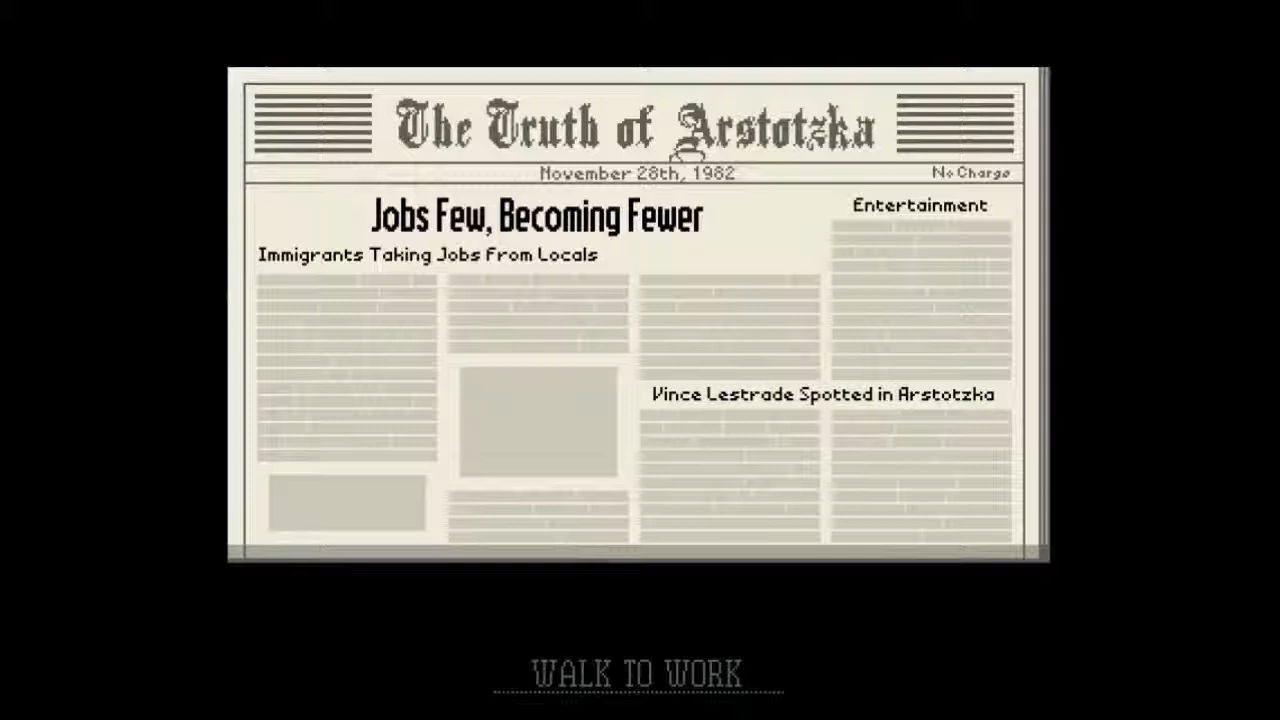 The Truth of Arstotzka
November 28th, 1982
No Charge
Jobs Few, Becoming Fewer
Immigrants Taking Jobs From Locals
Entertainment
Vince Lestrade Spotted in Arstotzka
WALK TO WORK